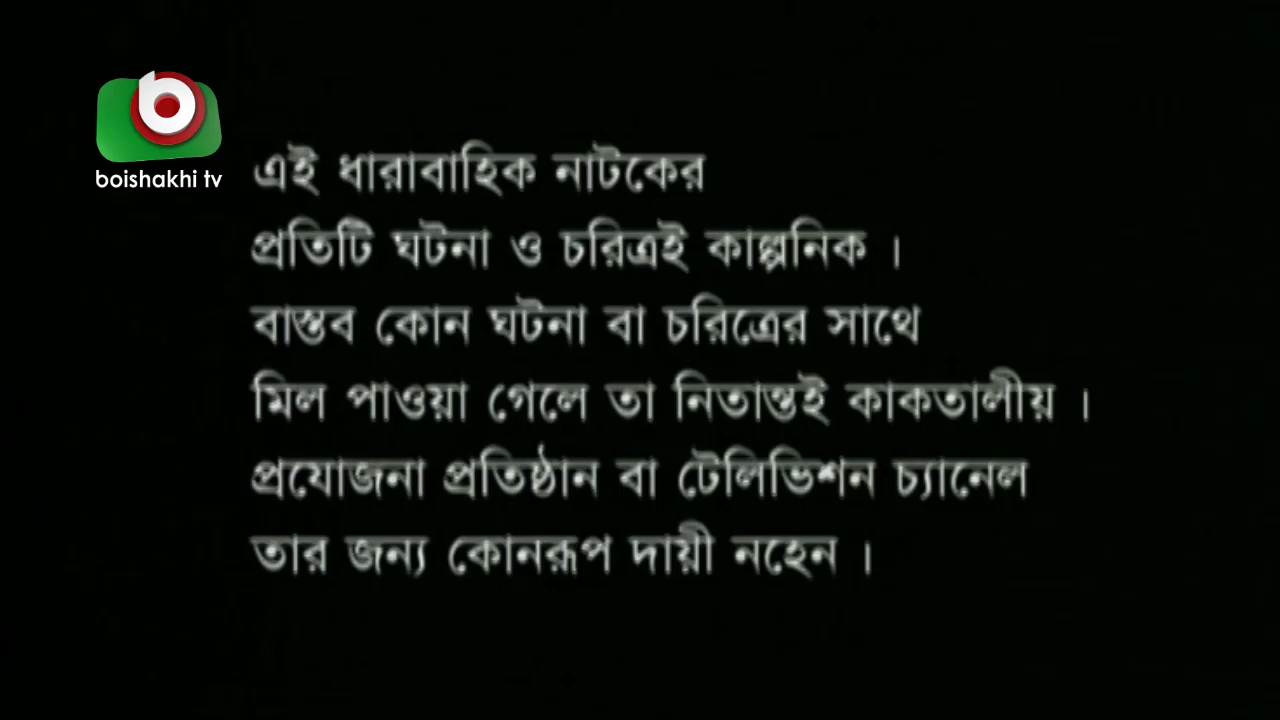 boishakhi tv
এই ধারাবাহিক নাটকের
প্রতিটি ঘটনা ও চরিত্রই কাল্পনিক ।
বাস্তব কোন ঘটনা বা চরিত্রের সাথে
মিল পাওয়া গেলে তা নিতান্তই কাকতালীয় ।
প্রযোজনা প্রতিষ্ঠান বা টেলিভিশন চ্যানেল
তার জন্য কোনরূপ দায়ী নহেন ।